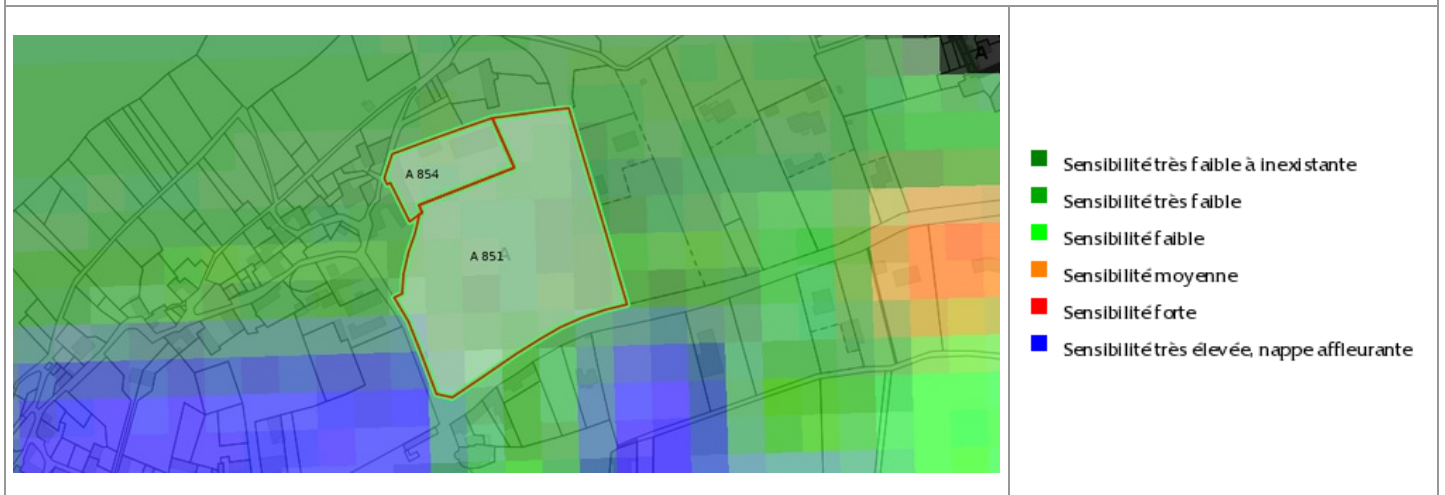 A
A 854
A 851
A
Sensibilité très faible à inexistante
Sensibilité très faible
Sensibilité faible
Sensibilité moyenne
Sensibilité forte
Sensibilité très élevée, nappe affleurante